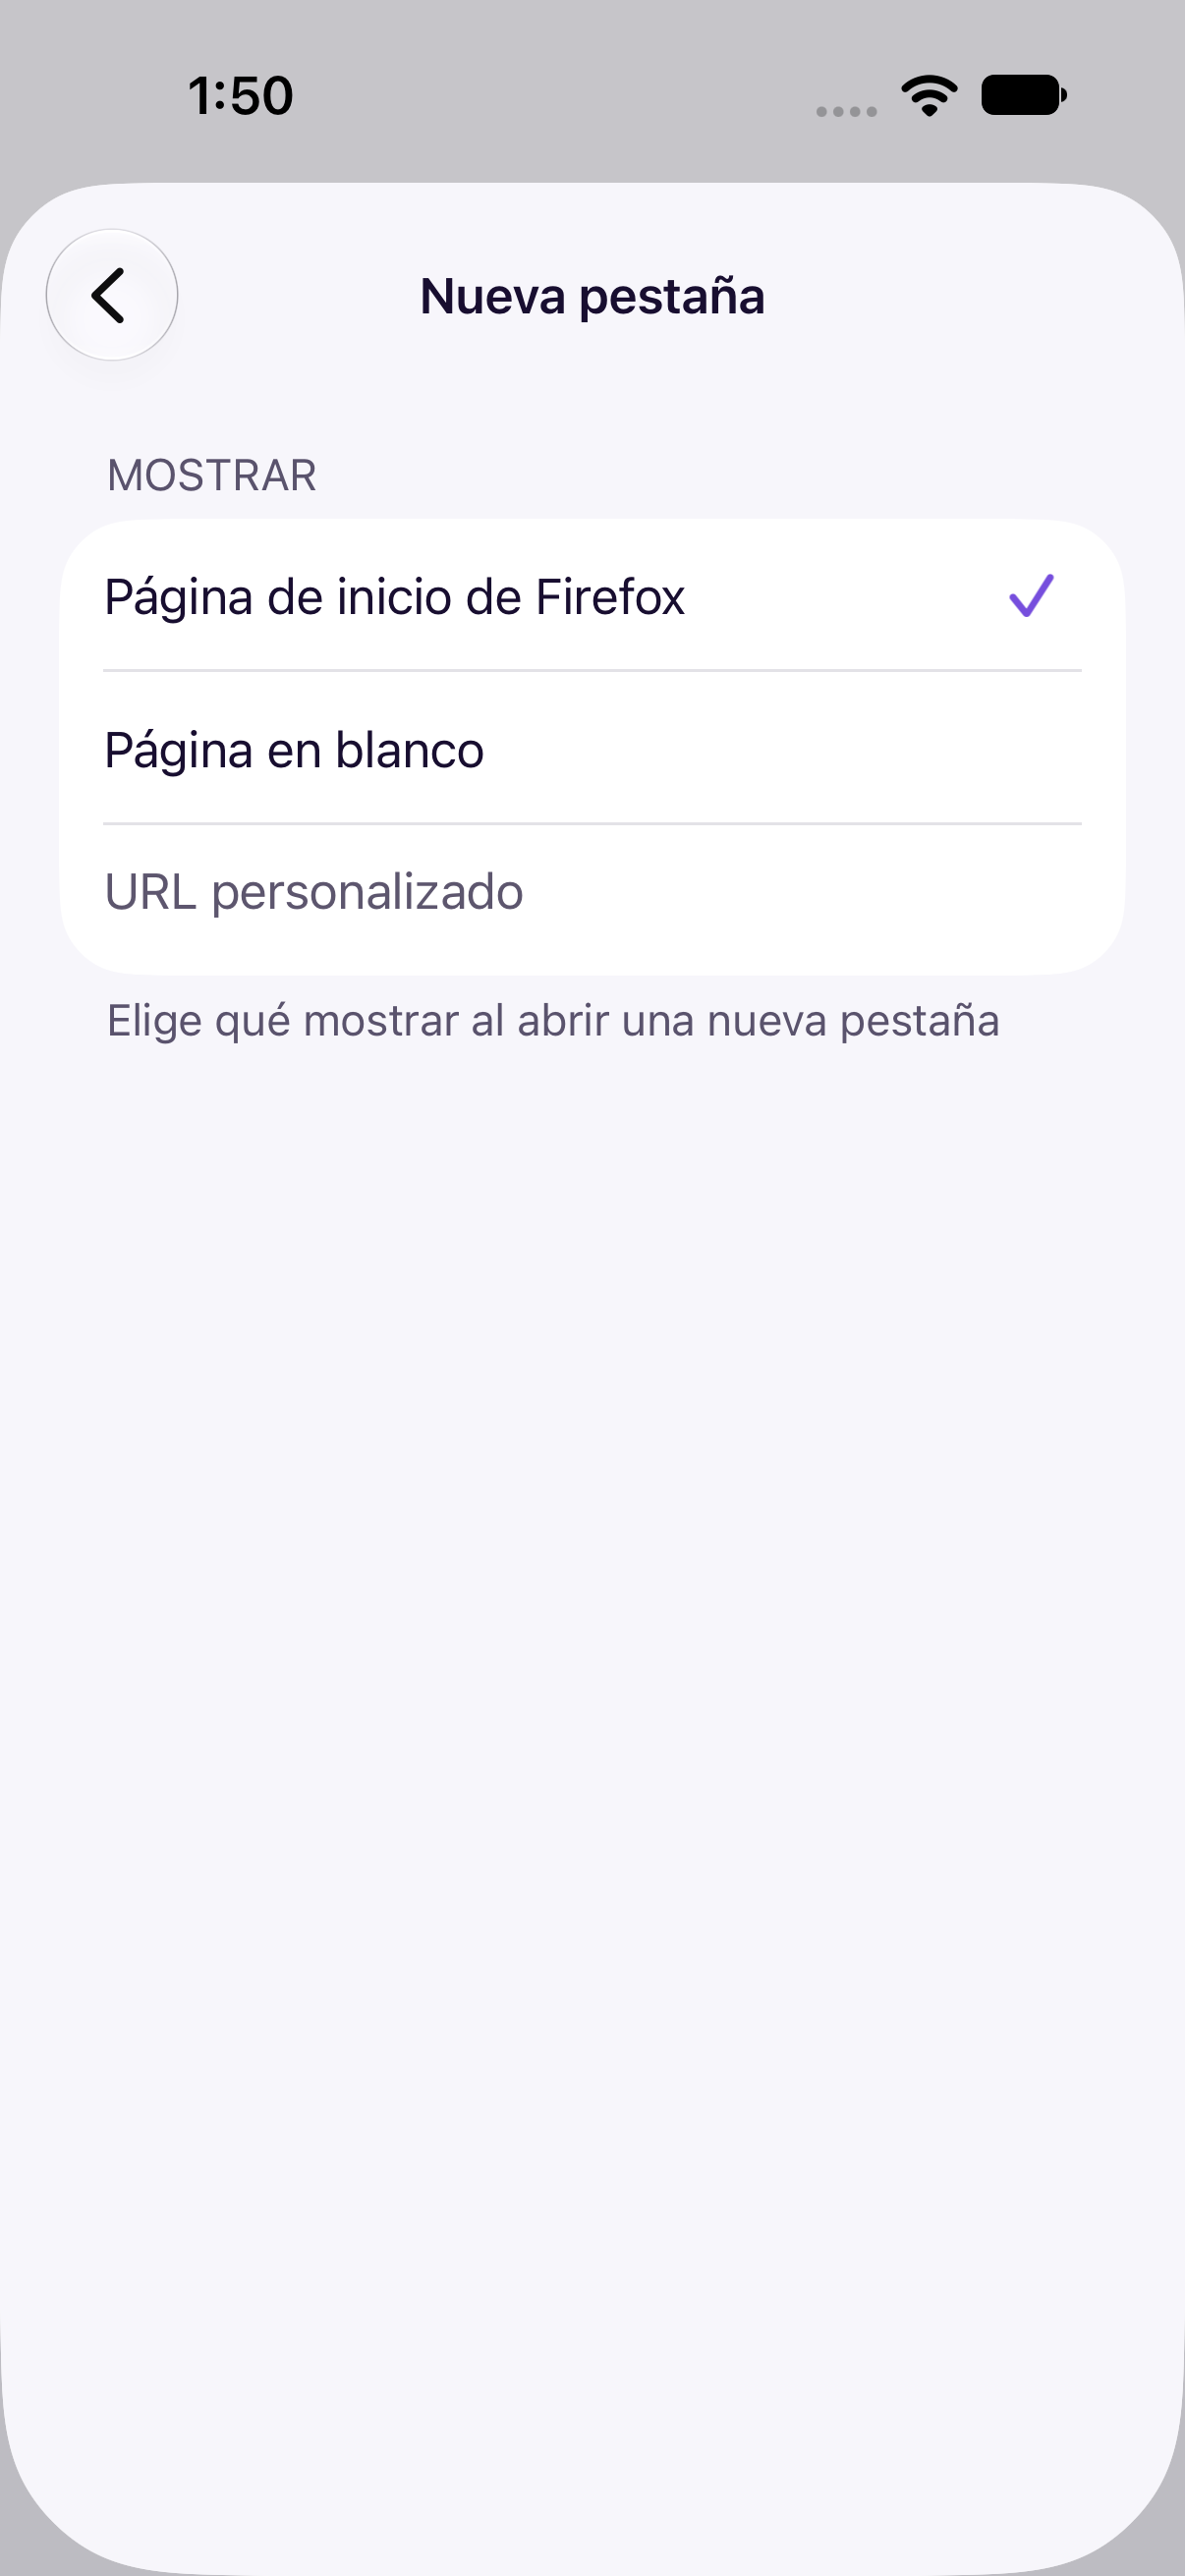 1:50
Nueva pestaña
MOSTRAR
Página de inicio de Firefox
Página en blanco
URL personalizado
Elige qué mostrar al abrir una nueva pestaña